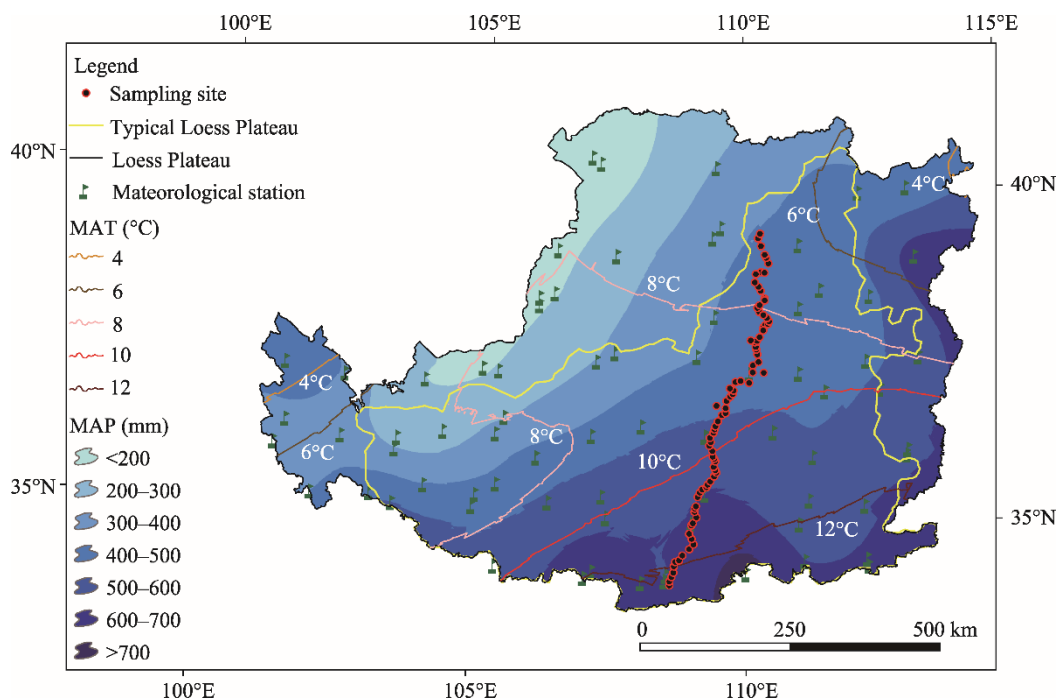 100°E 105°E 110°E 115°E
Legend
Sampling site
Typical Loess Plateau
Loess Plateau
Mateorological station
MAT (°C)
4
6
8
10
12
MAP (mm)
<200
200–300
300–400
400–500
500–600
600–700
>700
40°N
35°N
40°N
35°N
4°C
6°C
8°C
4°C
6°C
8°C
10°C
12°C
0 250 500 km
100°E 105°E 110°E